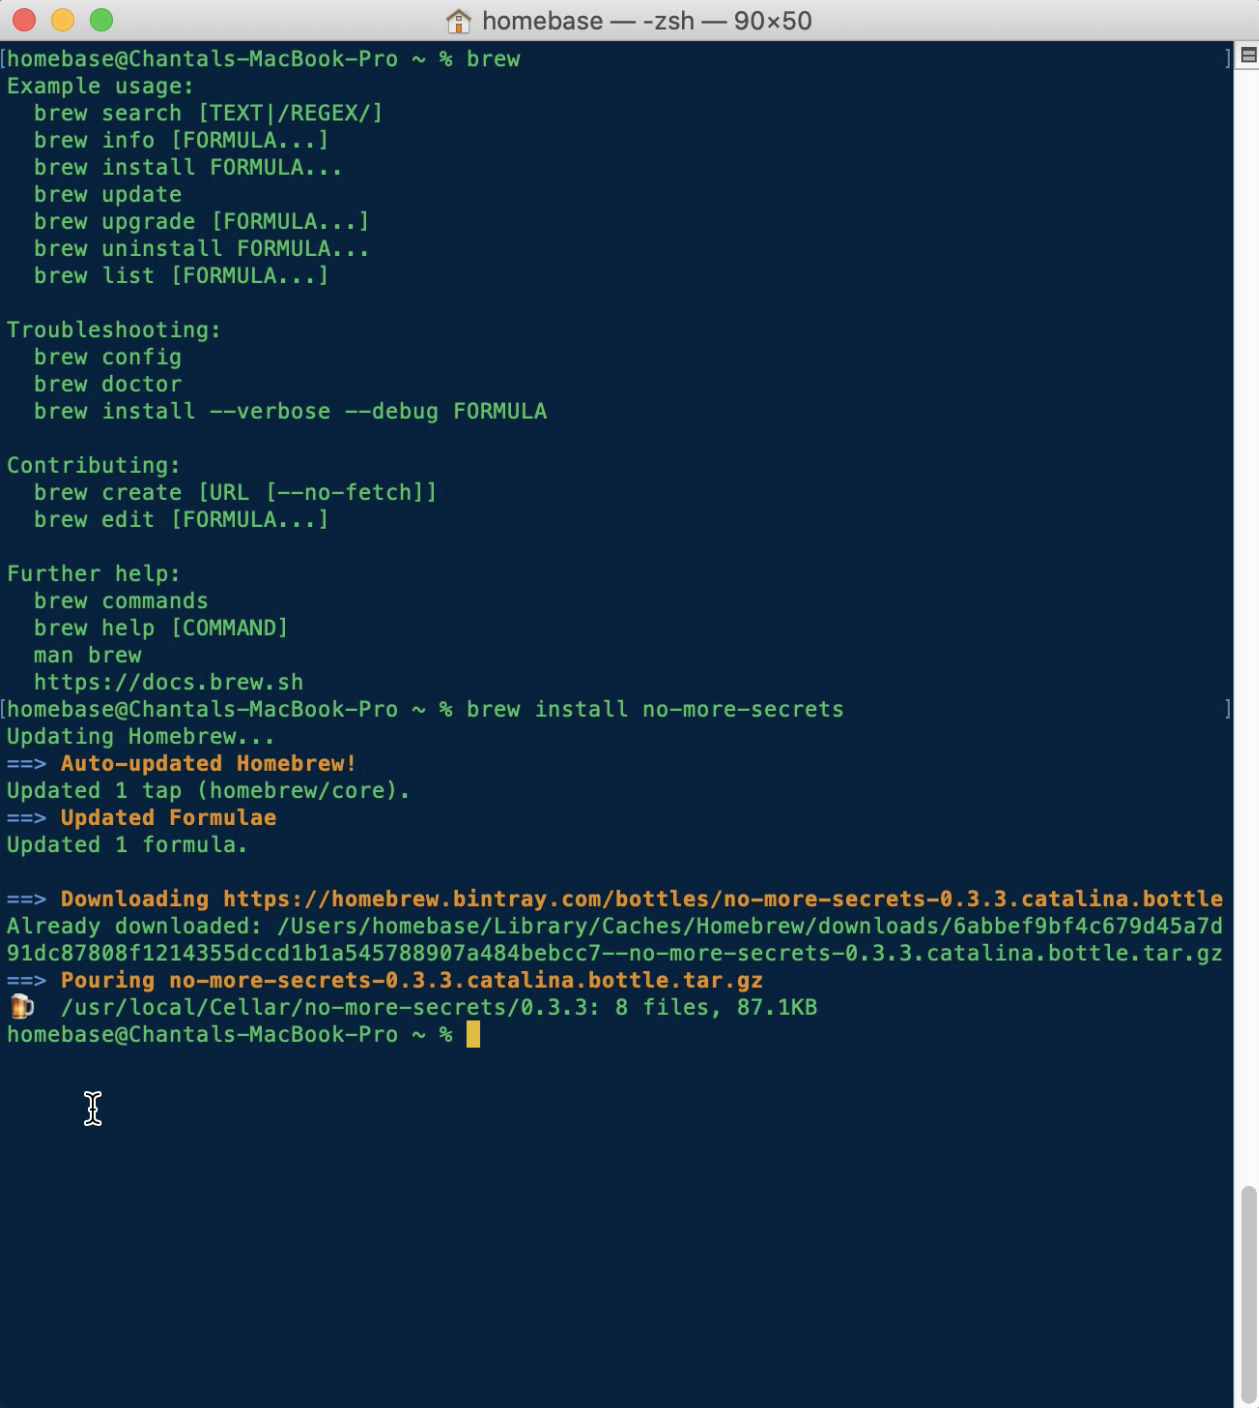 homebase — -zsh — 90×50
[homebase@Chantals-MacBook-Pro ~ % brew ]
Example usage:
  brew search [TEXT|/REGEX/]
  brew info [FORMULA...]
  brew install FORMULA...
  brew update
  brew upgrade [FORMULA...]
  brew uninstall FORMULA...
  brew list [FORMULA...]

Troubleshooting:
  brew config
  brew doctor
  brew install --verbose --debug FORMULA

Contributing:
  brew create [URL [--no-fetch]]
  brew edit [FORMULA...]

Further help:
  brew commands
  brew help [COMMAND]
  man brew
  https://docs.brew.sh
[homebase@Chantals-MacBook-Pro ~ % brew install no-more-secrets ]
Updating Homebrew...
==> Auto-updated Homebrew!
Updated 1 tap (homebrew/core).
==> Updated Formulae
Updated 1 formula.

==> Downloading https://homebrew.bintray.com/bottles/no-more-secrets-0.3.3.catalina.bottle
Already downloaded: /Users/homebase/Library/Caches/Homebrew/downloads/6abbef9bf4c679d45a7d
91dc87808f1214355dccd1b1a545788907a484bebcc7--no-more-secrets-0.3.3.catalina.bottle.tar.gz
==> Pouring no-more-secrets-0.3.3.catalina.bottle.tar.gz
🍺  /usr/local/Cellar/no-more-secrets/0.3.3: 8 files, 87.1KB
homebase@Chantals-MacBook-Pro ~ %